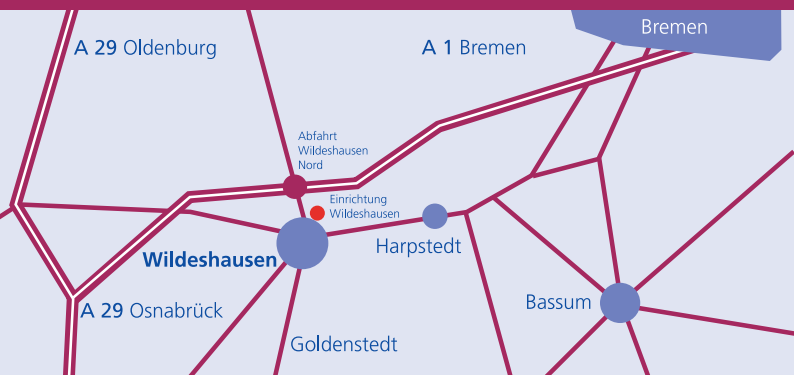 Bremen
A 29 Oldenburg
A 1 Bremen
Abfahrt
Wildeshausen
Nord
Einrichtung
Wildeshausen
Harpstedt
Wildeshausen
Bassum
A 29 Osnabrück
Goldenstedt